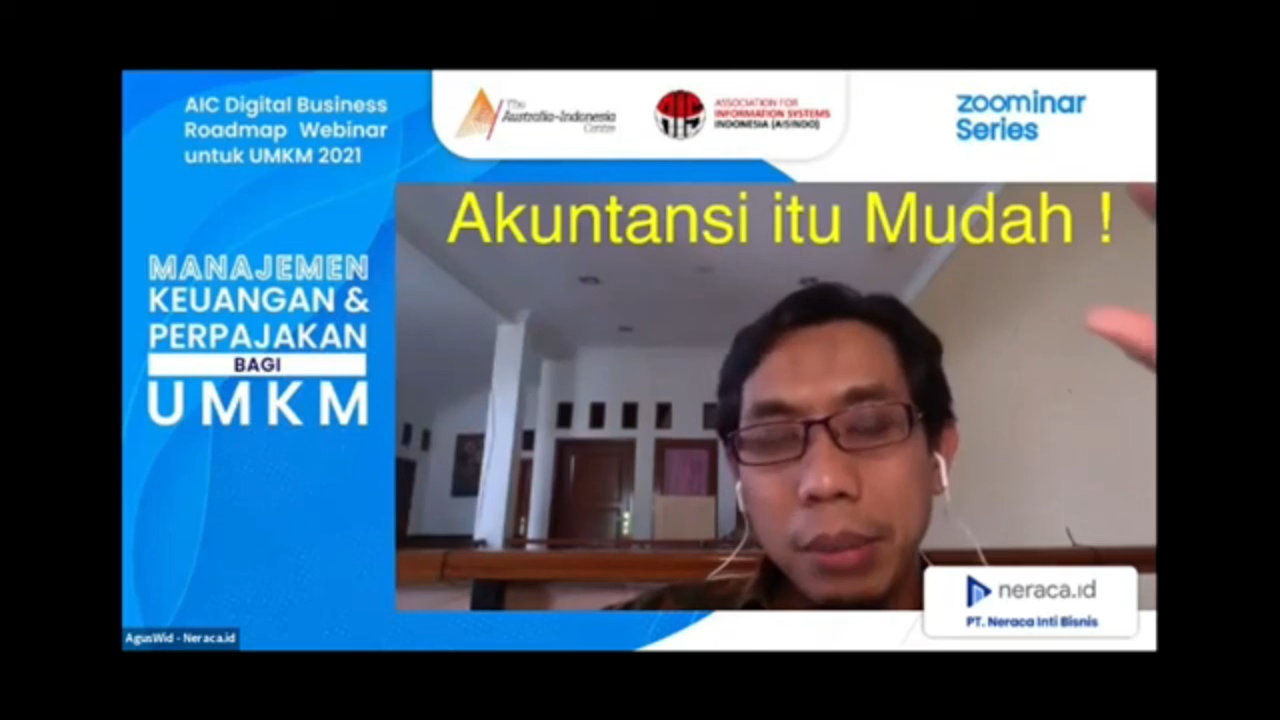 AIC Digital Business
Roadmap Webinar
untuk UMKM 2021
The
Australia-Indonesia
Centre
AIS
ASSOCIATION FOR
INFORMATION SYSTEMS
INDONESIA (AISINDO)
zoominar
Series
Akuntansi itu Mudah !
MANAJEMEN
KEUANGAN &
PERPAJAKAN
BAGI
UMKM
neraca.id
PT. Neraca Inti Bisnis
AgusWid - Neraca.id